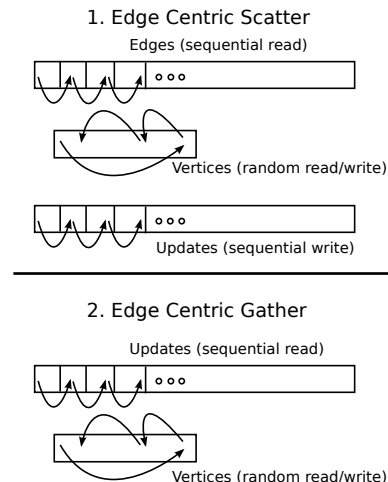 1. Edge Centric Scatter
Edges (sequential read)
Vertices (random read/write)
Updates (sequential write)
2. Edge Centric Gather
Updates (sequential read)
Vertices (random read/write)